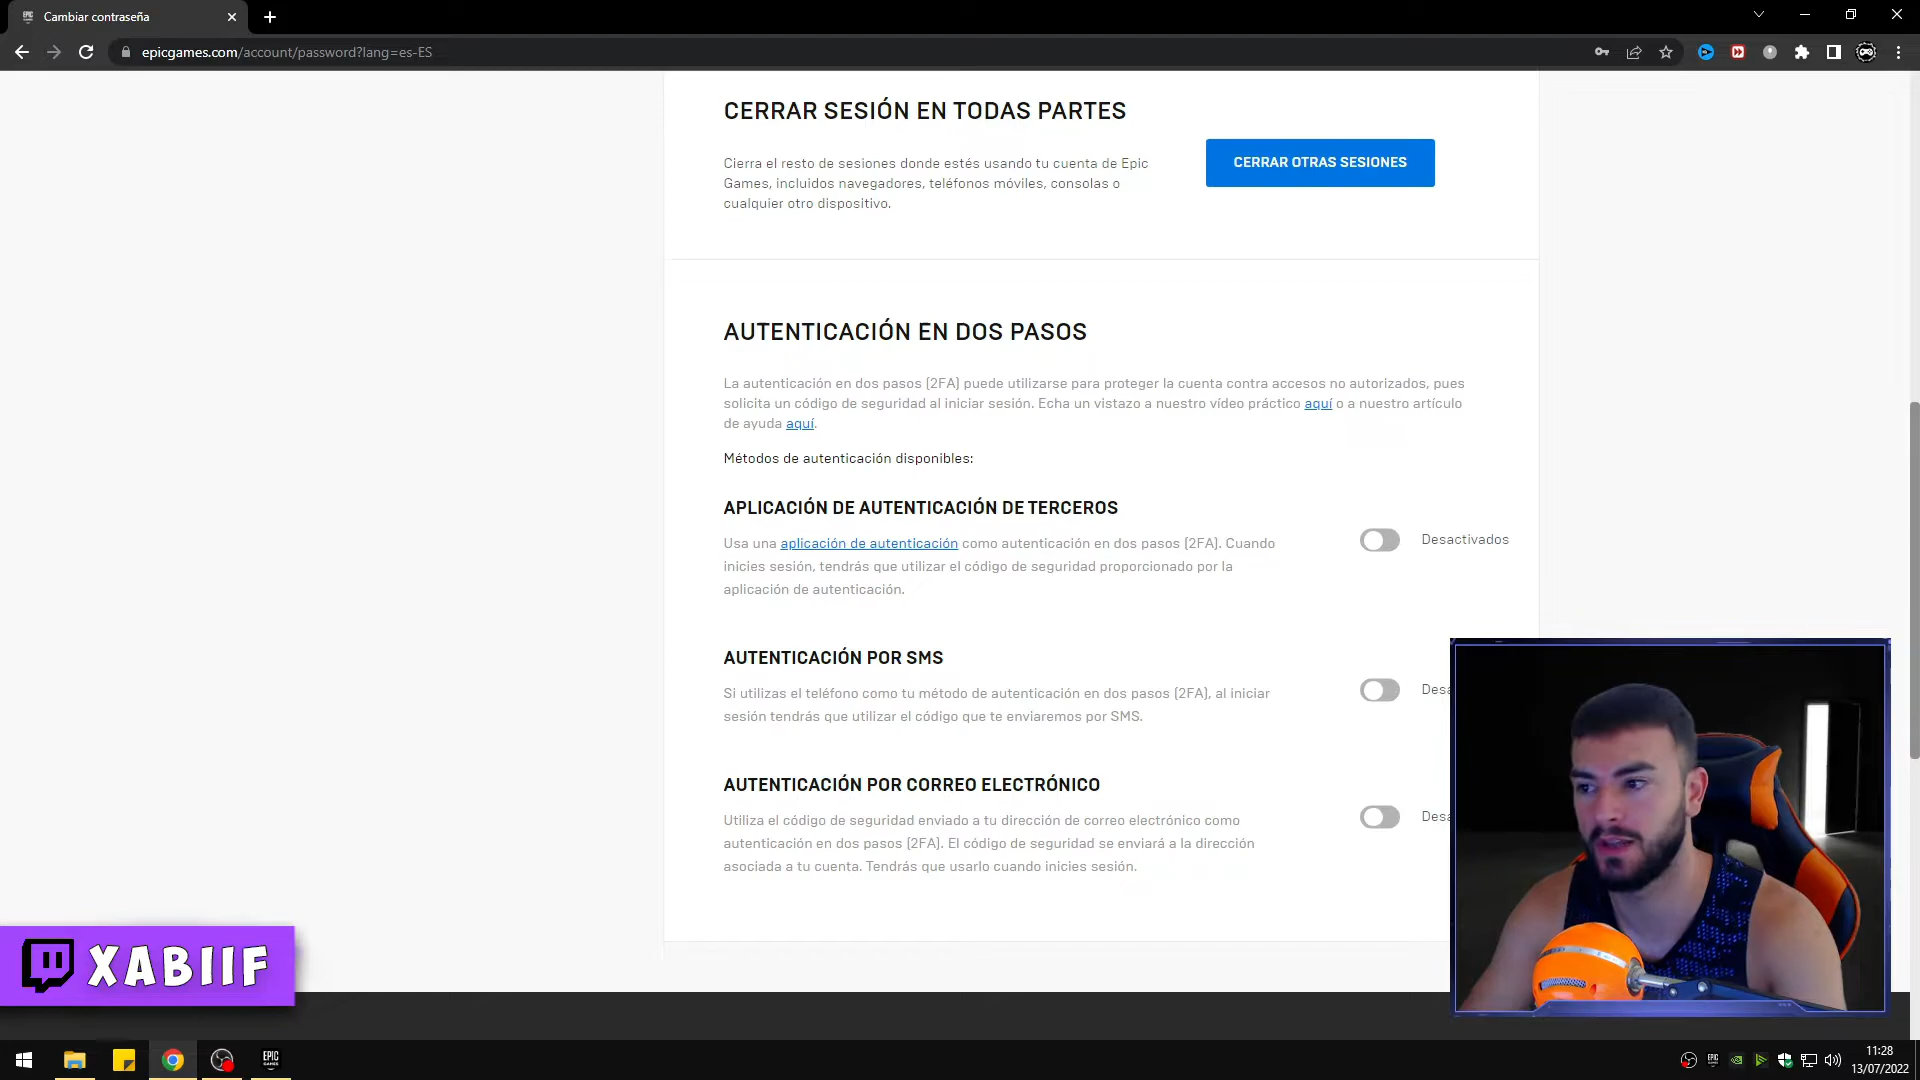 Cambiar contraseña
epicgames.com/account/password?lang=es-ES
CERRAR SESIÓN EN TODAS PARTES
Cierra el resto de sesiones donde estés usando tu cuenta de Epic
Games, incluidos navegadores, teléfonos móviles, consolas o
cualquier otro dispositivo.
CERRAR OTRAS SESIONES
AUTENTICACIÓN EN DOS PASOS
La autenticación en dos pasos (2FA) puede utilizarse para proteger la cuenta contra accesos no autorizados, pues
solicita un código de seguridad al iniciar sesión. Echa un vistazo a nuestro vídeo práctico aquí o a nuestro artículo
de ayuda aquí.
Métodos de autenticación disponibles:
APLICACIÓN DE AUTENTICACIÓN DE TERCEROS
Usa una aplicación de autenticación como autenticación en dos pasos (2FA). Cuando
inicies sesión, tendrás que utilizar el código de seguridad proporcionado por la
aplicación de autenticación.
Desactivados
AUTENTICACIÓN POR SMS
Si utilizas el teléfono como tu método de autenticación en dos pasos (2FA), al iniciar
sesión tendrás que utilizar el código que te enviaremos por SMS.
Desa
AUTENTICACIÓN POR CORREO ELECTRÓNICO
Utiliza el código de seguridad enviado a tu dirección de correo electrónico como
autenticación en dos pasos (2FA). El código de seguridad se enviará a la dirección
asociada a tu cuenta. Tendrás que usarlo cuando inicies sesión.
Desa
XABIIF
EPIC
GAMES
11:28
13/07/2022